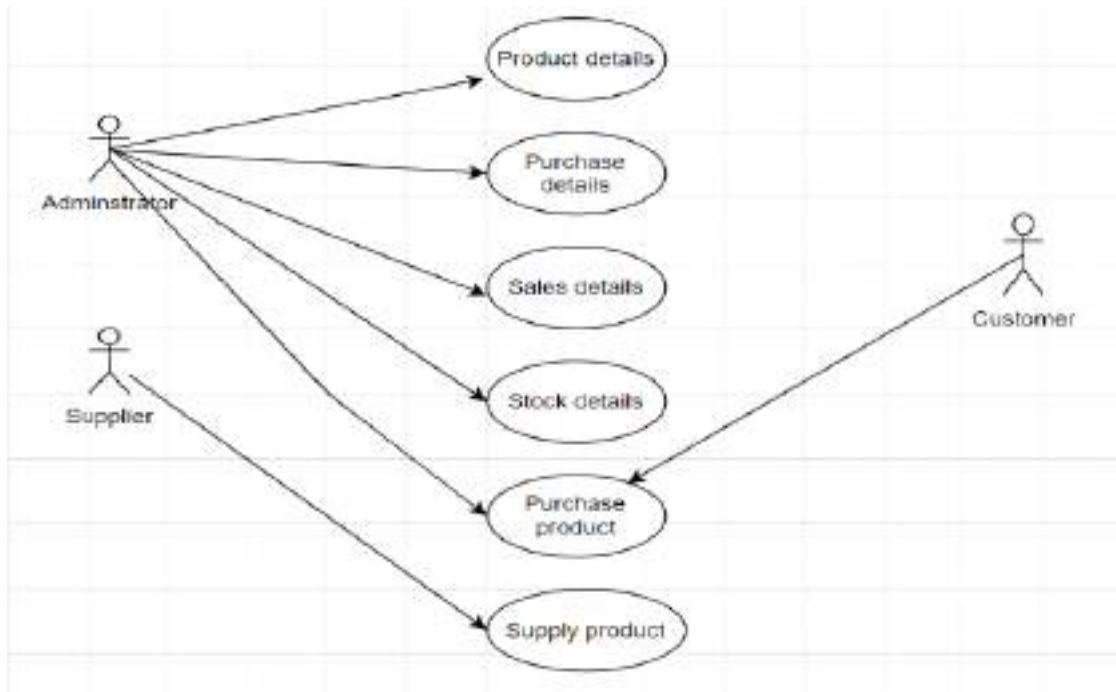 Product details
Purchase
details
Adminstrator
Sales details
Customer
Stock details
Supplier
Purchase
product
Supply product